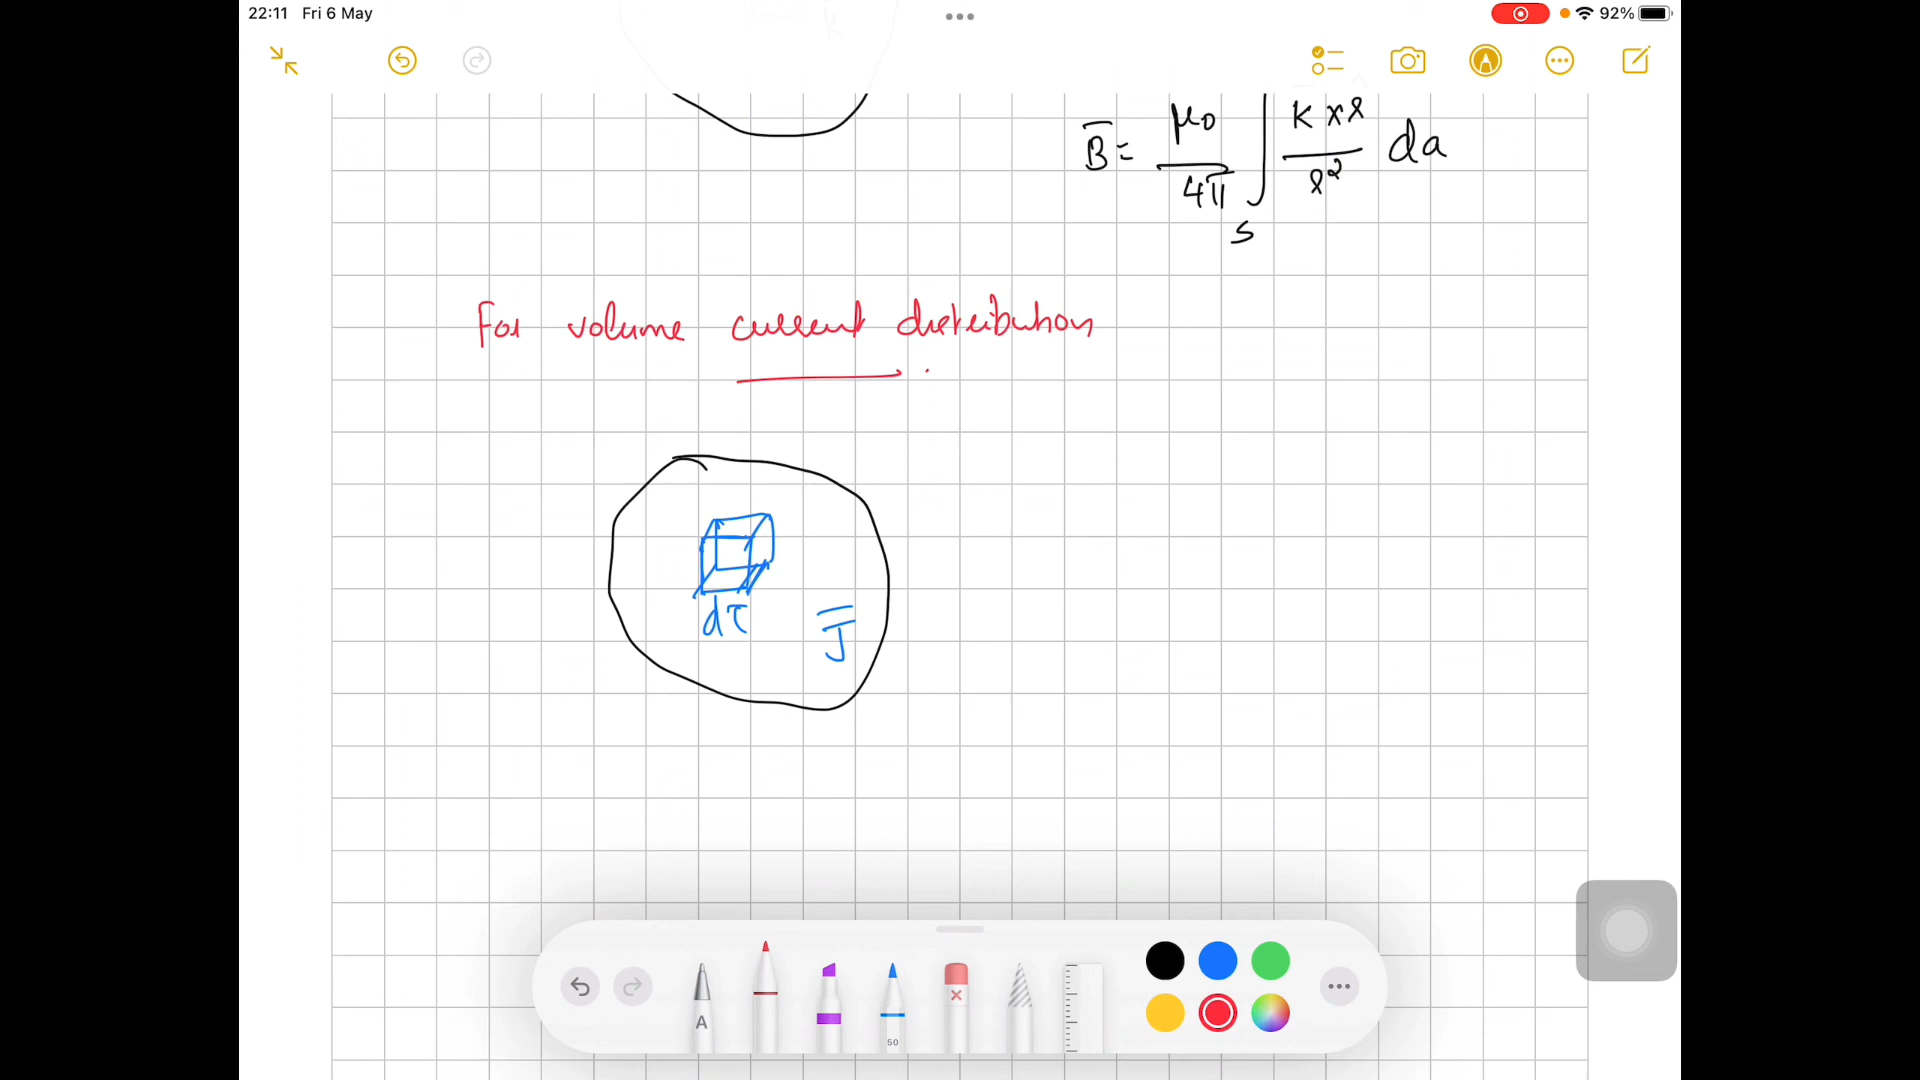 22:11 Fri 6 May
92%
B̅ = μ₀/4π ∫ₛ K × r/r² da
For volume current distribution
dτ
J̅
A
50